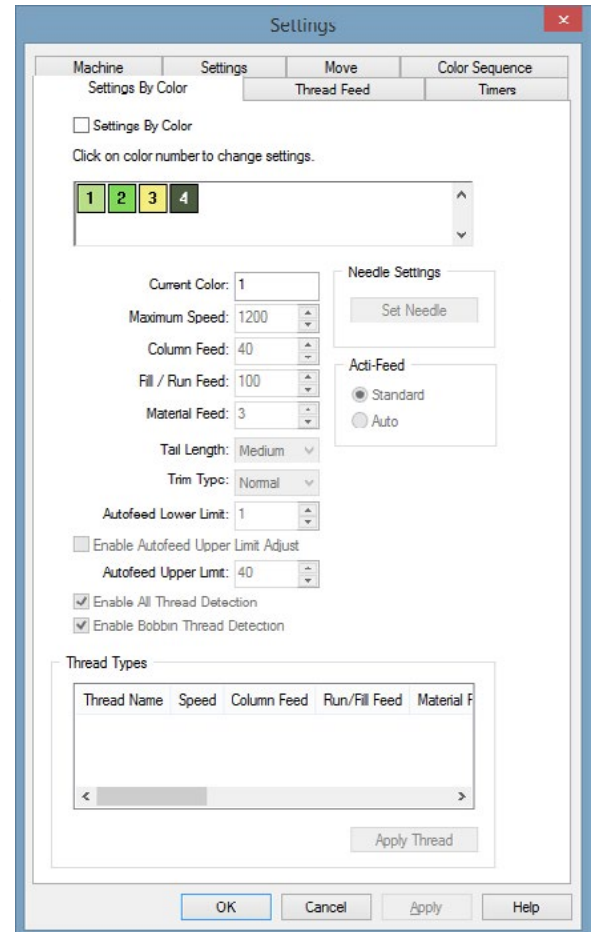 Settings
Machine Settings Move Color Sequence
Settings By Color Thread Feed Timers
Settings By Color
Click on color number to change settings.
1 2 3 4
Current Color: 1
Maximum Speed: 1200
Column Feed: 40
Fill / Run Feed: 100
Material Feed: 3
Tail Length: Medium
Trim Type: Normal
Autofeed Lower Limit: 1
Enable Autofeed Upper Limit Adjust
Autofeed Upper Limit: 40
Enable All Thread Detection
Enable Bobbin Thread Detection
Needle Settings
Set Needle
Acti-Feed
Standard
Auto
Thread Types
Thread Name Speed Column Feed Run/Fill Feed Material F
Apply Thread
OK Cancel Apply Help